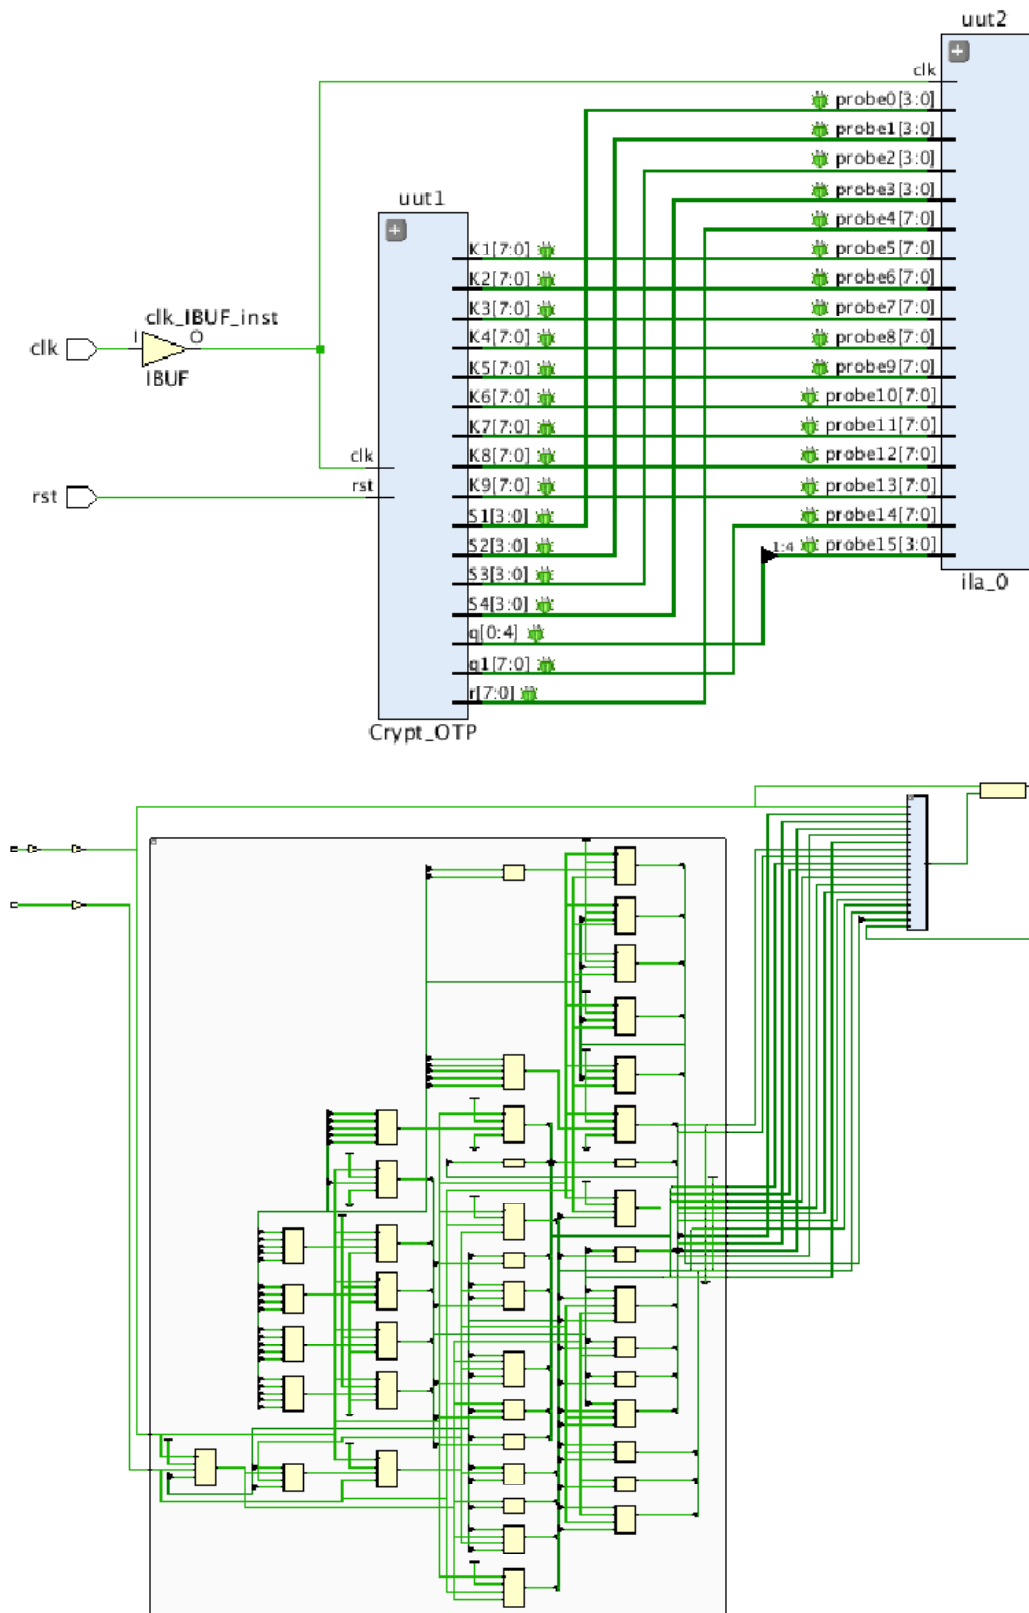 uut2
clk
probe0[3:0]
probe1[3:0]
probe2[3:0]
probe3[3:0]
probe4[7:0]
probe5[7:0]
probe6[7:0]
probe7[7:0]
probe8[7:0]
probe9[7:0]
probe10[7:0]
probe11[7:0]
probe12[7:0]
probe13[7:0]
probe14[7:0]
1:4 probe15[3:0]
ila_0
uut1
K1[7:0]
K2[7:0]
K3[7:0]
K4[7:0]
K5[7:0]
K6[7:0]
K7[7:0]
K8[7:0]
K9[7:0]
S1[3:0]
S2[3:0]
S3[3:0]
S4[3:0]
q[0:4]
q1[7:0]
r[7:0]
clk
rst
Crypt_OTP
clk_IBUF_inst
I O
IBUF
clk
rst